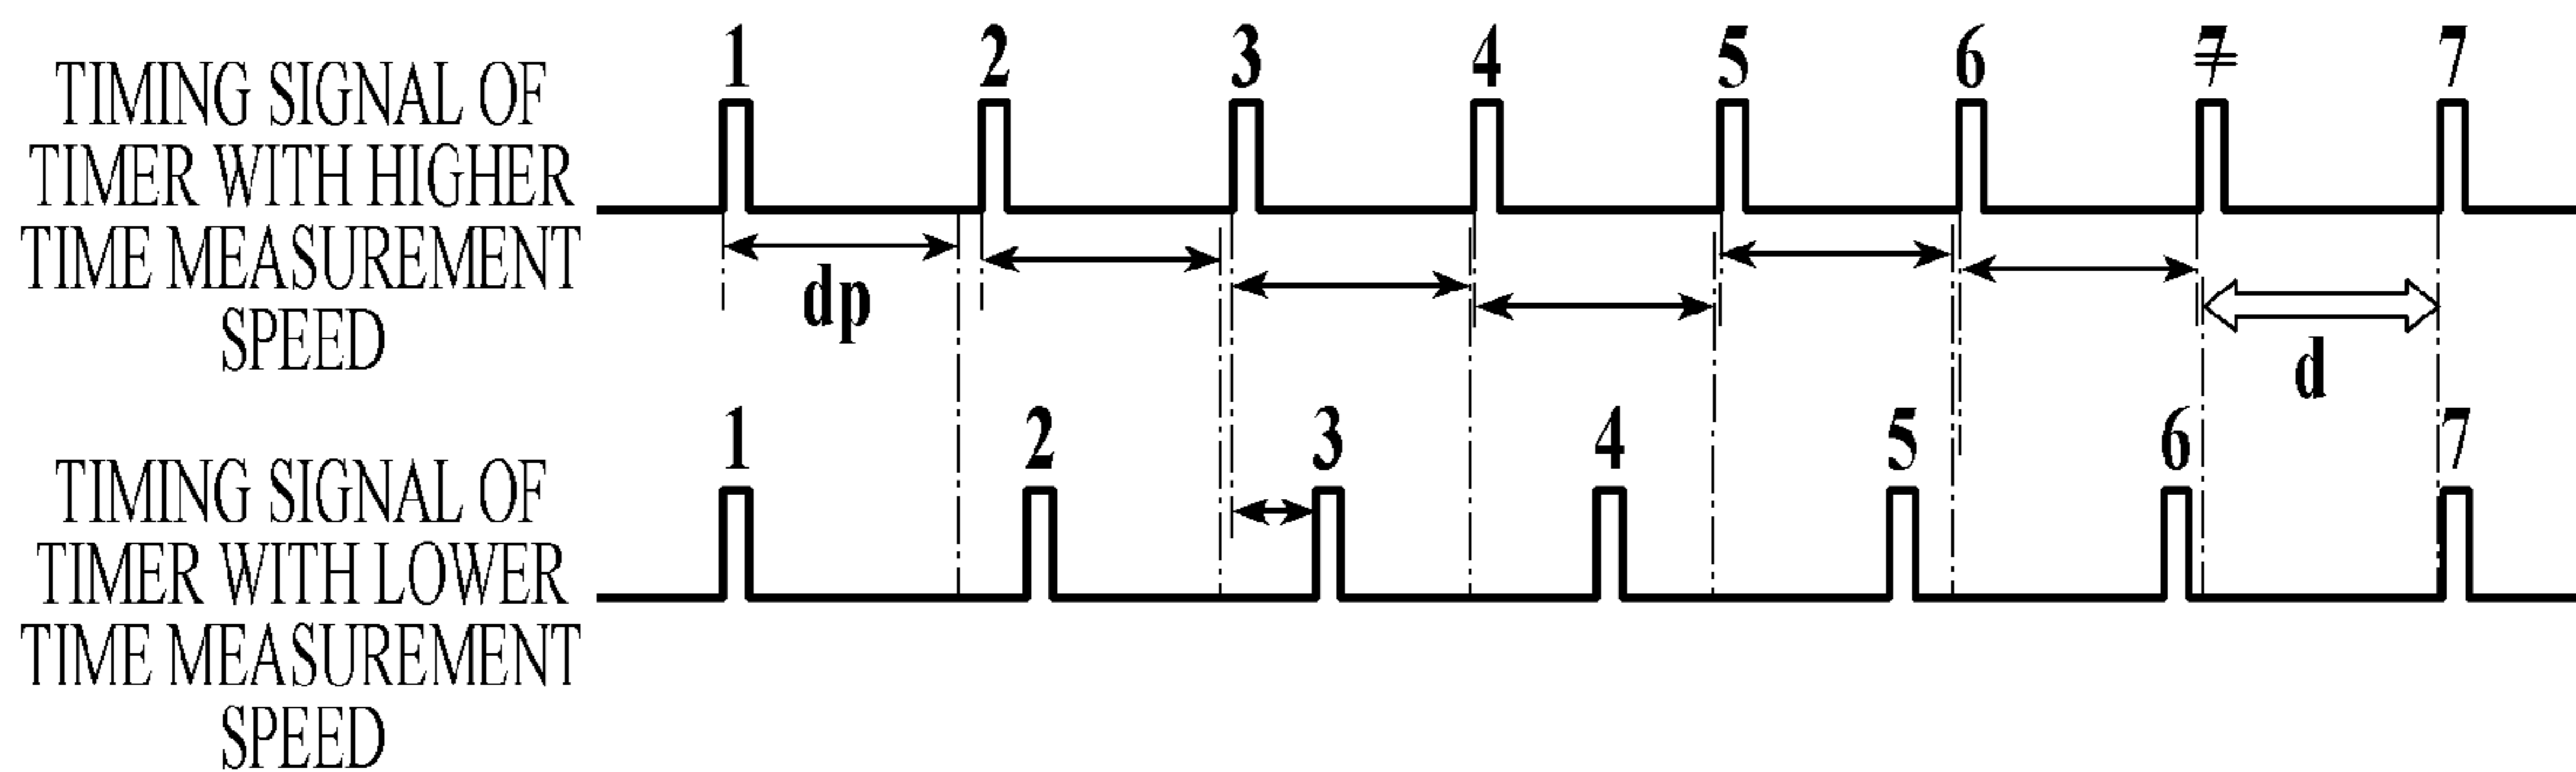 1 2 3 4 5 6 7 7
TIMING SIGNAL OF
TIMER WITH HIGHER
TIME MEASUREMENT
SPEED
dp
d
1 2 3 4 5 6 7
TIMING SIGNAL OF
TIMER WITH LOWER
TIME MEASUREMENT
SPEED